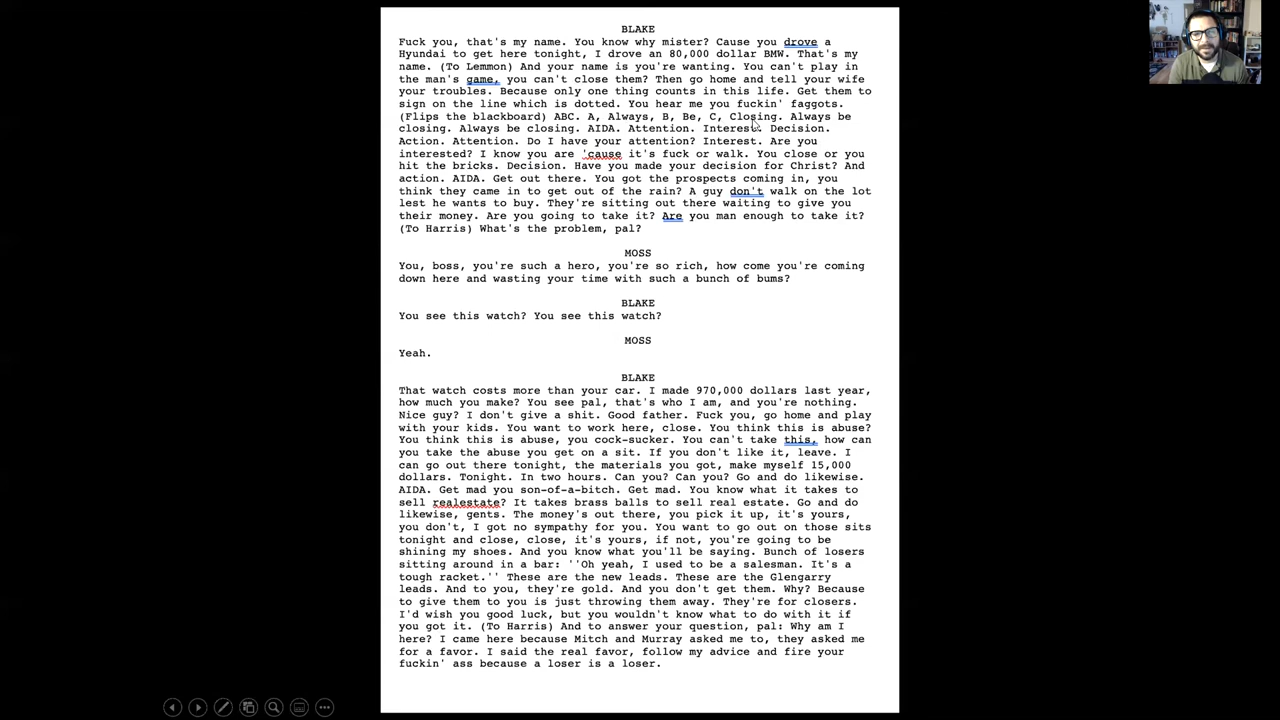 BLAKE
Fuck you, that's my name. You know why mister? Cause you drove a
Hyundai to get here tonight, I drove an 80,000 dollar BMW. That's my
name. (To Lemmon) And your name is you're wanting. You can't play in
the man's game, you can't close them? Then go home and tell your wife
your troubles. Because only one thing counts in this life. Get them to
sign on the line which is dotted. You hear me you fuckin' faggots.
(Flips the blackboard) ABC. A, Always, B, Be, C, Closing. Always be
closing. Always be closing. AIDA. Attention. Interest. Decision.
Action. Attention. Do I have your attention? Interest. Are you
interested? I know you are 'cause it's fuck or walk. You close or you
hit the bricks. Decision. Have you made your decision for Christ? And
action. AIDA. Get out there. You got the prospects coming in, you
think they came in to get out of the rain? A guy don't walk on the lot
lest he wants to buy. They're sitting out there waiting to give you
their money. Are you going to take it? Are you man enough to take it?
(To Harris) What's the problem, pal?
MOSS
You, boss, you're such a hero, you're so rich, how come you're coming
down here and wasting your time with such a bunch of bums?
BLAKE
You see this watch? You see this watch?
MOSS
Yeah.
BLAKE
That watch costs more than your car. I made 970,000 dollars last year,
how much you make? You see pal, that's who I am, and you're nothing.
Nice guy? I don't give a shit. Good father. Fuck you, go home and play
with your kids. You want to work here, close. You think this is abuse?
You think this is abuse, you cock-sucker. You can't take this, how can
you take the abuse you get on a sit. If you don't like it, leave. I
can go out there tonight, the materials you got, make myself 15,000
dollars. Tonight. In two hours. Can you? Can you? Go and do likewise.
AIDA. Get mad you son-of-a-bitch. Get mad. You know what it takes to
sell realestate? It takes brass balls to sell real estate. Go and do
likewise, gents. The money's out there, you pick it up, it's yours,
you don't, I got no sympathy for you. You want to go out on those sits
tonight and close, close, it's yours, if not, you're going to be
shining my shoes. And you know what you'll be saying. Bunch of losers
sitting around in a bar: ''Oh yeah, I used to be a salesman. It's a
tough racket.'' These are the new leads. These are the Glengarry
leads. And to you, they're gold. And you don't get them. Why? Because
to give them to you is just throwing them away. They're for closers.
I'd wish you good luck, but you wouldn't know what to do with it if
you got it. (To Harris) And to answer your question, pal: Why am I
here? I came here because Mitch and Murray asked me to, they asked me
for a favor. I said the real favor, follow my advice and fire your
fuckin' ass because a loser is a loser.